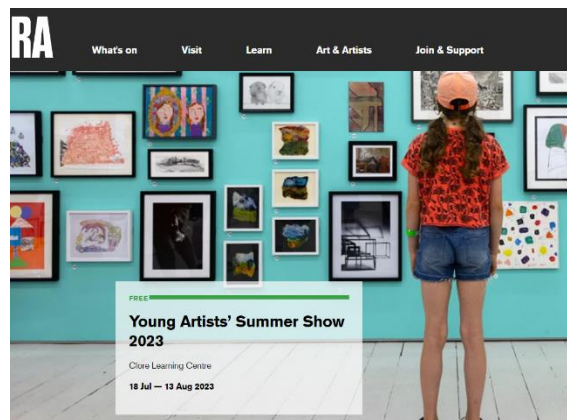 RA
What's on Visit Learn Art & Artists Join & Support
FREE
Young Artists' Summer Show
2023
Clore Learning Centre
18 Jul — 13 Aug 2023